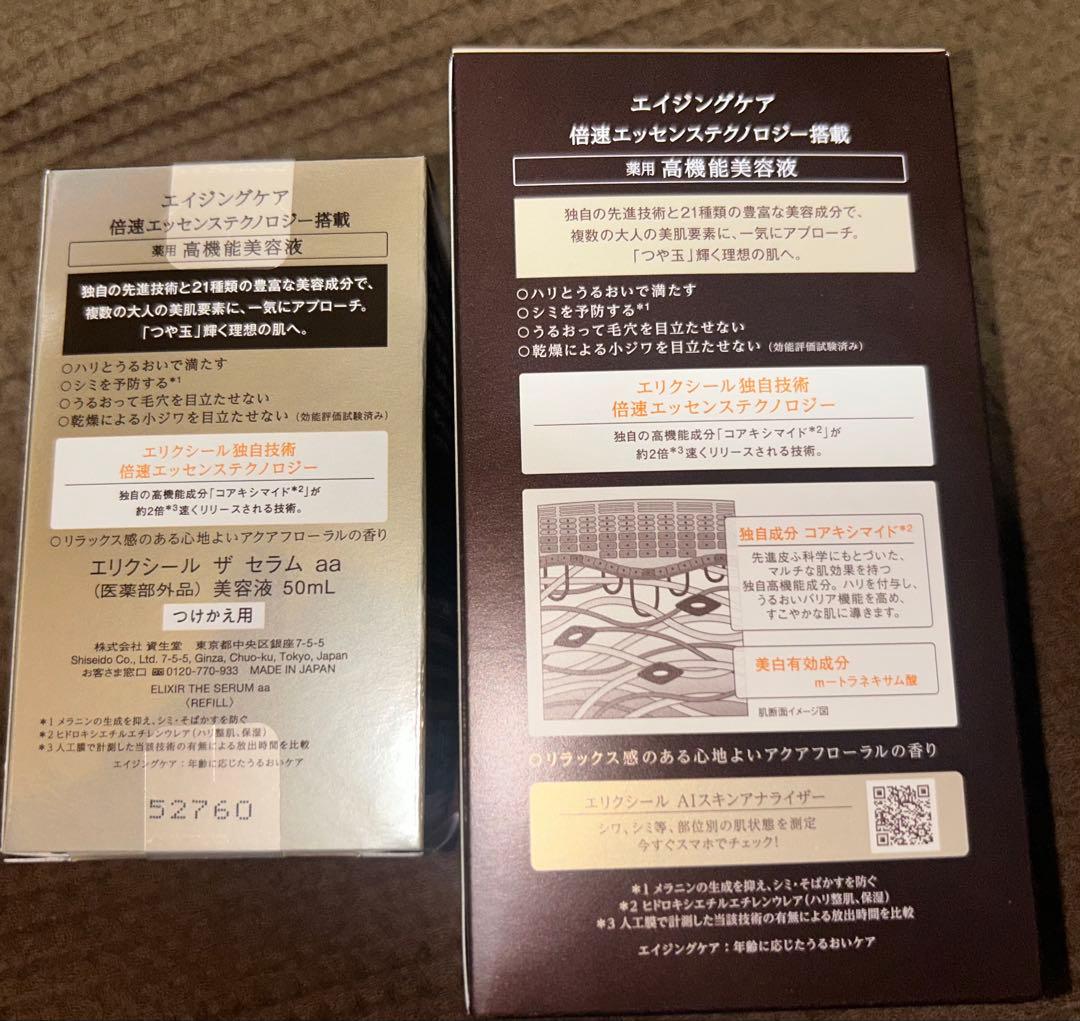 エイジングケア
倍速エッセンステクノロジー搭載
薬用 高機能美容液
独自の先進技術と21種類の豊富な美容成分で、
複数の大人の美肌要素に、一気にアプローチ。
「つや玉」輝く理想の肌へ。
○ハリとうるおいで満たす
○シミを予防する*1
○うるおって毛穴を目立たせない
○乾燥による小ジワを目立たせない（効能評価試験済み）
エリクシール独自技術
倍速エッセンステクノロジー
独自の高機能成分「コアキシマイド*2」が
約2倍*3速くリリースされる技術。
○リラックス感のある心地よいアクアフローラルの香り
エリクシール ザ セラム aa
（医薬部外品） 美容液 50mL
つけかえ用
株式会社 資生堂　東京都中央区銀座7-5-5
Shiseido Co., Ltd. 7-5-5, Ginza, Chuo-ku, Tokyo, Japan
お客さま窓口 0120-770-933 MADE IN JAPAN
ELIXIR THE SERUM aa
〈REFILL〉
*1 メラニンの生成を抑え、シミ・そばかすを防ぐ
*2 ヒドロキシエチルエチレンウレア（ハリ整肌、保湿）
*3 人工膜で計測した当該技術の有無による放出時間を比較
エイジングケア：年齢に応じたうるおいケア
52760
エイジングケア
倍速エッセンステクノロジー搭載
薬用 高機能美容液
独自の先進技術と21種類の豊富な美容成分で、
複数の大人の美肌要素に、一気にアプローチ。
「つや玉」輝く理想の肌へ。
○ハリとうるおいで満たす
○シミを予防する*1
○うるおって毛穴を目立たせない
○乾燥による小ジワを目立たせない（効能評価試験済み）
エリクシール独自技術
倍速エッセンステクノロジー
独自の高機能成分「コアキシマイド*2」が
約2倍*3速くリリースされる技術。
独自成分 コアキシマイド*2
先進皮ふ科学にもとづいた、
マルチな肌効果を持つ
独自高機能成分。ハリを付与し、
うるおいバリア機能を高め、
すこやかな肌に導きます。
美白有効成分
m－トラネキサム酸
肌断面イメージ図
○リラックス感のある心地よいアクアフローラルの香り
エリクシール AIスキンアナライザー
シワ、シミ等、部位別の肌状態を測定
今すぐスマホでチェック！
*1 メラニンの生成を抑え、シミ・そばかすを防ぐ
*2 ヒドロキシエチルエチレンウレア（ハリ整肌、保湿）
*3 人工膜で計測した当該技術の有無による放出時間を比較
エイジングケア：年齢に応じたうるおいケア